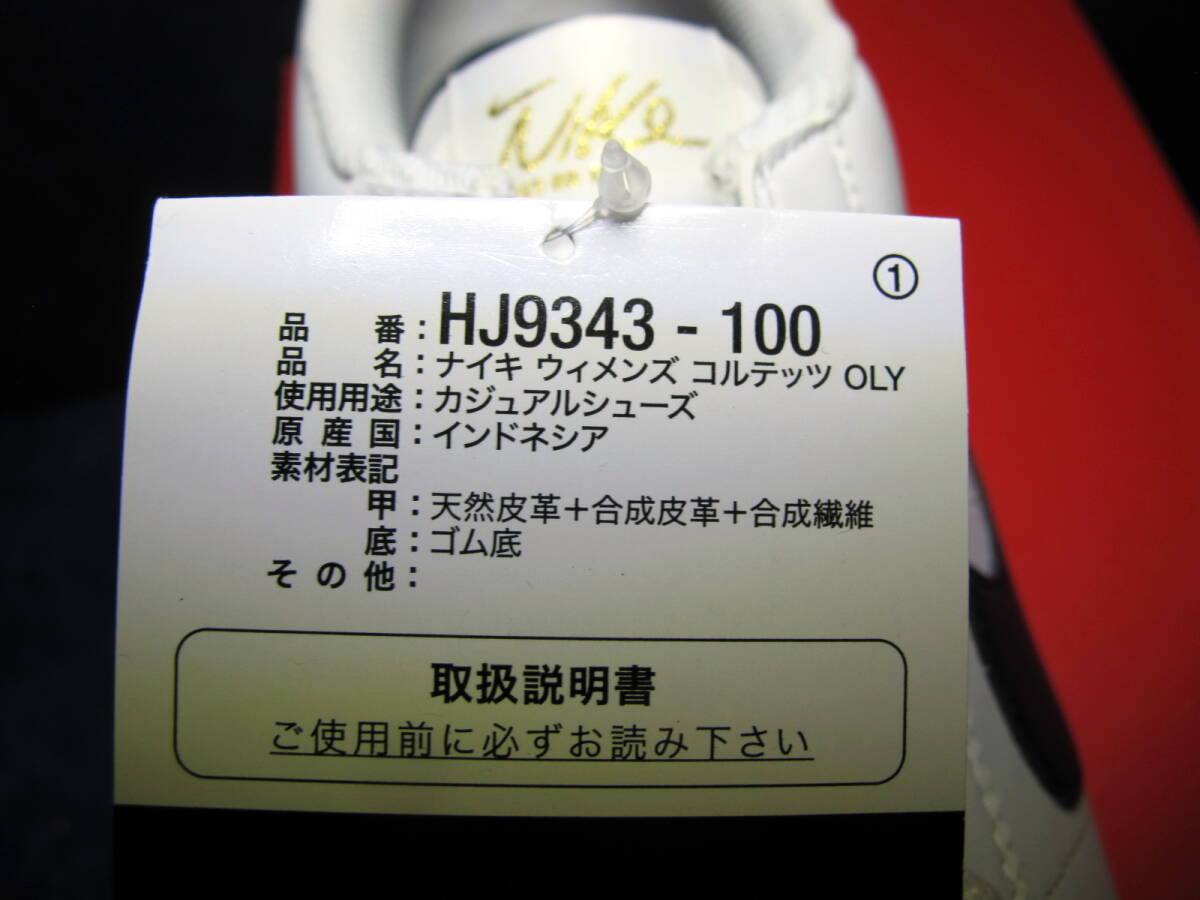 Nike
①
品番：HJ9343 - 100
品名：ナイキ ウィメンズ コルテッツ OLY
使用用途：カジュアルシューズ
原産国：インドネシア
素材表記
甲：天然皮革＋合成皮革＋合成繊維
底：ゴム底
その他：
取扱説明書
ご使用前に必ずお読み下さい